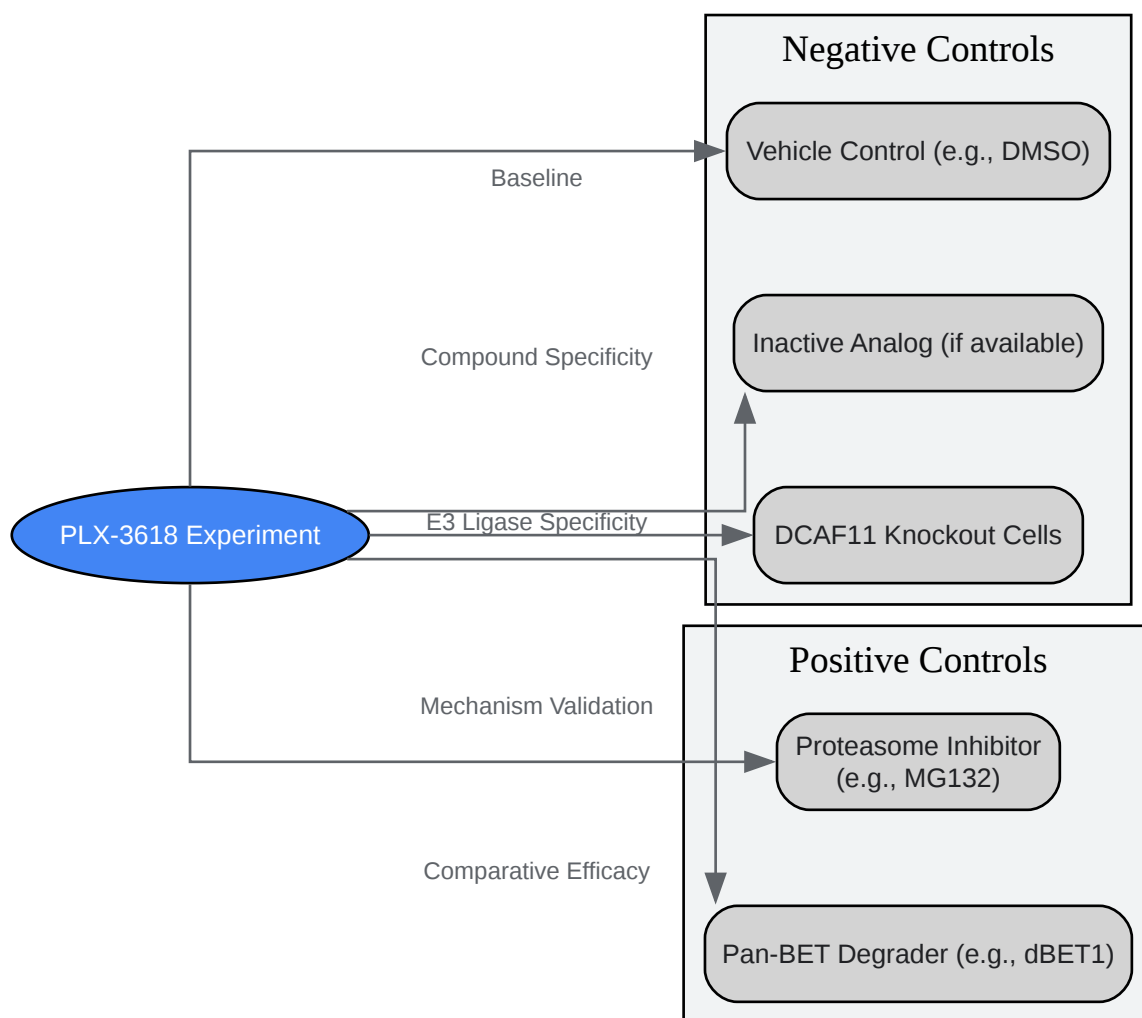 Negative Controls
Vehicle Control (e.g., DMSO)
Baseline
Inactive Analog (if available)
Compound Specificity
E3 Ligase Specificity
PLX-3618 Experiment
DCAF11 Knockout Cells
Positive Controls
Mechanism Validation
Proteasome Inhibitor
(e.g., MG132)
Comparative Efficacy
Pan-BET Degrader (e.g., dBET1)